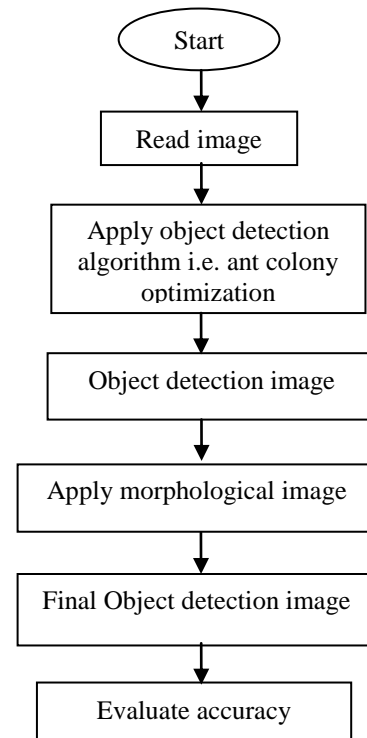 Start
Read image
Apply object detection
algorithm i.e. ant colony
optimization
Object detection image
Apply morphological image
Final Object detection image
Evaluate accuracy